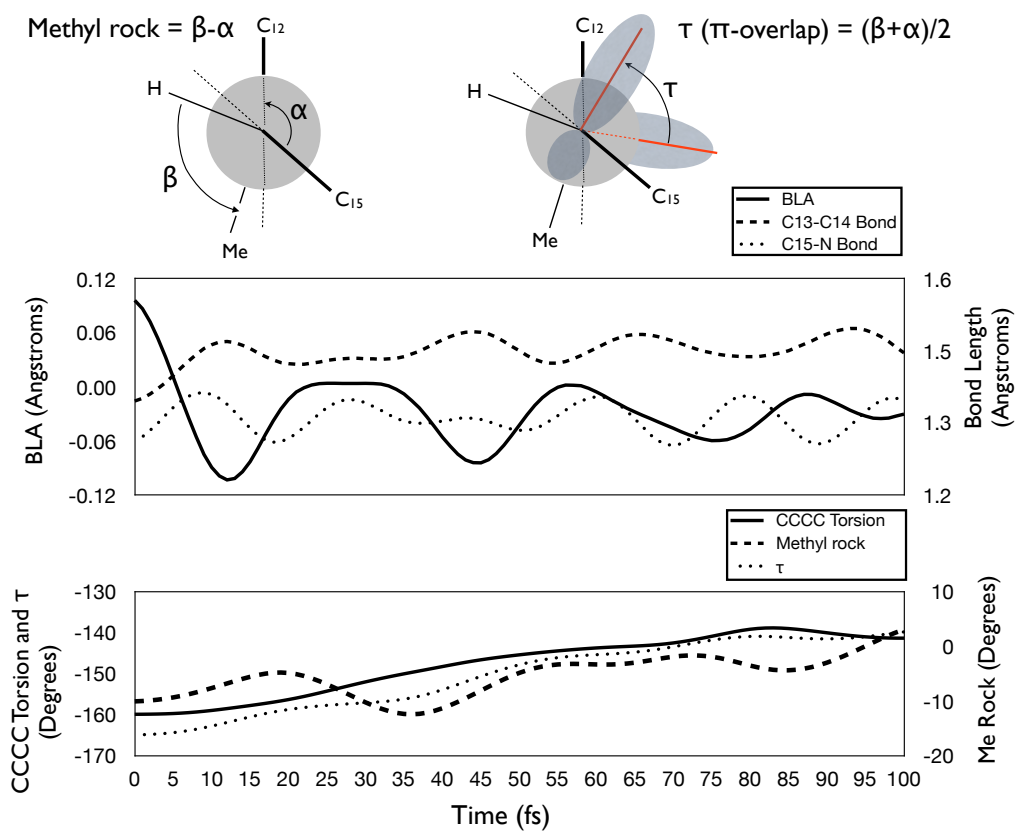 Methyl rock = β-α
C12
H
α
β
C15
Me
τ (π-overlap) = (β+α)/2
C12
H
τ
C15
Me
BLA
C13-C14 Bond
C15-N Bond
BLA (Angstroms)
0.12
0.06
0.00
-0.06
-0.12
1.6
1.5
1.3
1.2
Bond Length
(Angstroms)
CCCC Torsion
Methyl rock
τ
CCCC Torsion and τ
(Degrees)
-130
-140
-150
-160
-170
10
0
-10
-20
Me Rock (Degrees)
0 5 10 15 20 25 30 35 40 45 50 55 60 65 70 75 80 85 90 95 100
Time (fs)